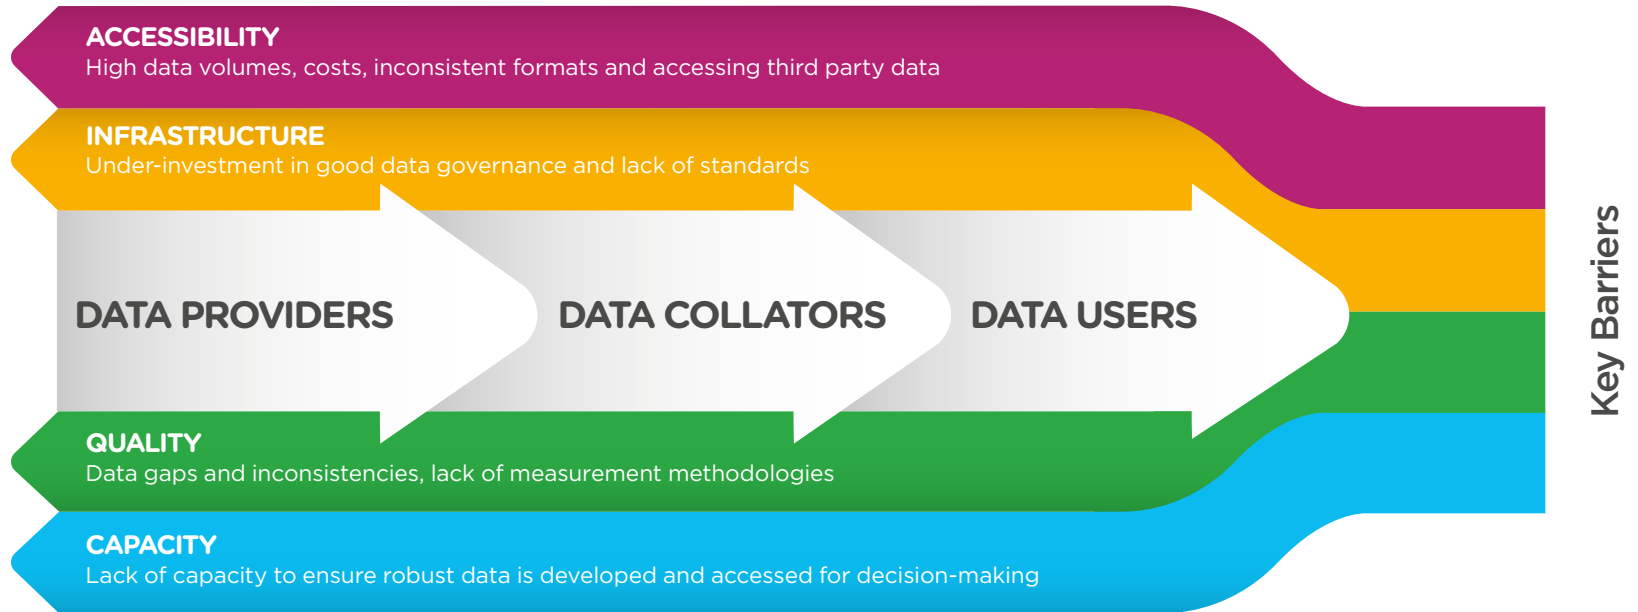 ACCESSIBILITY
High data volumes, costs, inconsistent formats and accessing third party data
INFRASTRUCTURE
Under-investment in good data governance and lack of standards
DATA PROVIDERS
DATA COLLATORS
DATA USERS
QUALITY
Data gaps and inconsistencies, lack of measurement methodologies
CAPACITY
Lack of capacity to ensure robust data is developed and accessed for decision-making
Key Barriers